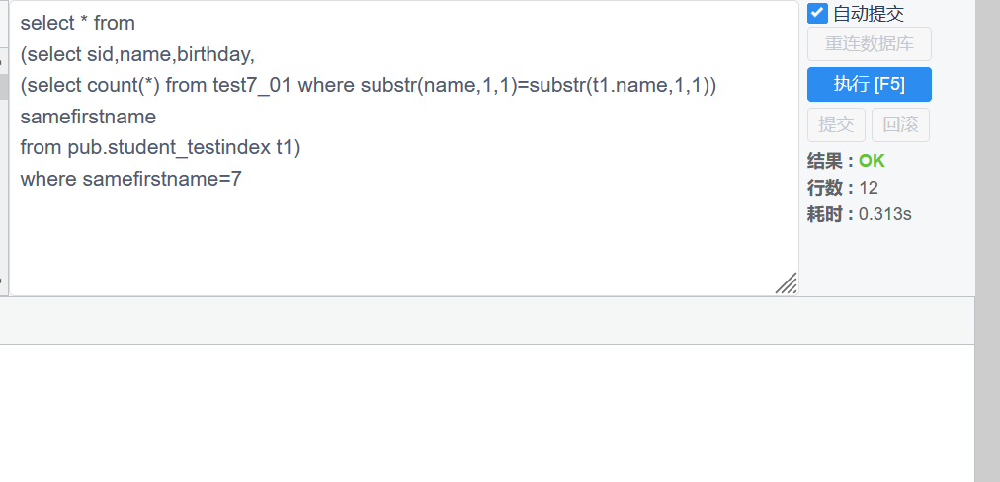 select * from
(select sid,name,birthday,
(select count(*) from test7_01 where substr(name,1,1)=substr(t1.name,1,1))
samefirstname
from pub.student_testindex t1)
where samefirstname=7
自动提交
重连数据库
执行 [F5]
提交 回滚
结果 : OK
行数 : 12
耗时 : 0.313s